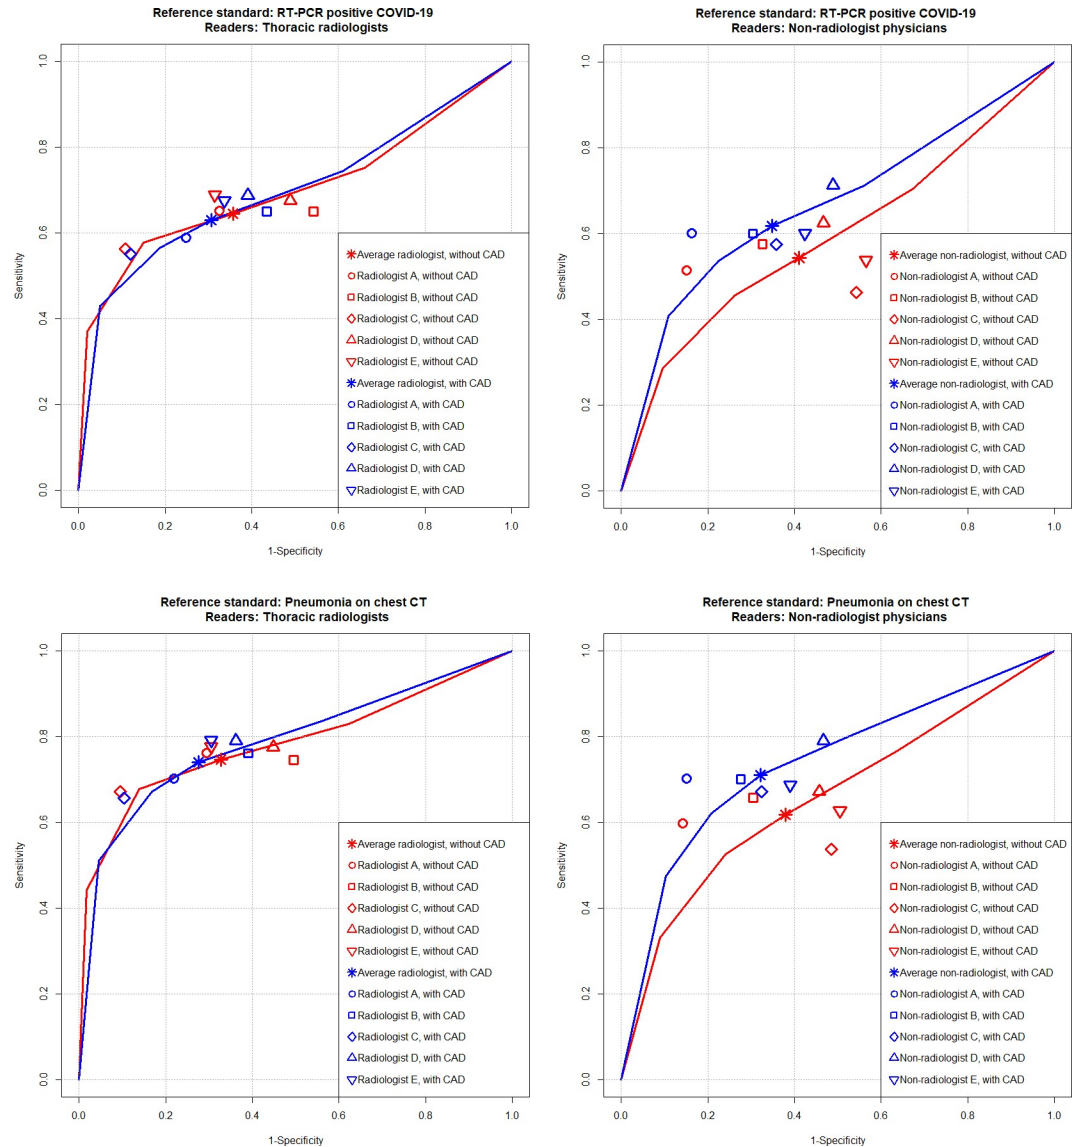 Reference standard: RT-PCR positive COVID-19
Readers: Thoracic radiologists
Sensitivity
0.0
0.2
0.4
0.6
0.8
1.0
Average radiologist, without CAD
Radiologist A, without CAD
Radiologist B, without CAD
Radiologist C, without CAD
Radiologist D, without CAD
Radiologist E, without CAD
Average radiologist, with CAD
Radiologist A, with CAD
Radiologist B, with CAD
Radiologist C, with CAD
Radiologist D, with CAD
Radiologist E, with CAD
0.0 0.2 0.4 0.6 0.8 1.0
1-Specificity
Reference standard: RT-PCR positive COVID-19
Readers: Non-radiologist physicians
Sensitivity
0.0
0.2
0.4
0.6
0.8
1.0
Average non-radiologist, without CAD
Non-radiologist A, without CAD
Non-radiologist B, without CAD
Non-radiologist C, without CAD
Non-radiologist D, without CAD
Non-radiologist E, without CAD
Average non-radiologist, with CAD
Non-radiologist A, with CAD
Non-radiologist B, with CAD
Non-radiologist C, with CAD
Non-radiologist D, with CAD
Non-radiologist E, with CAD
0.0 0.2 0.4 0.6 0.8 1.0
1-Specificity
Reference standard: Pneumonia on chest CT
Readers: Thoracic radiologists
Sensitivity
0.0
0.2
0.4
0.6
0.8
1.0
Average radiologist, without CAD
Radiologist A, without CAD
Radiologist B, without CAD
Radiologist C, without CAD
Radiologist D, without CAD
Radiologist E, without CAD
Average radiologist, with CAD
Radiologist A, with CAD
Radiologist B, with CAD
Radiologist C, with CAD
Radiologist D, with CAD
Radiologist E, with CAD
0.0 0.2 0.4 0.6 0.8 1.0
1-Specificity
Reference standard: Pneumonia on chest CT
Readers: Non-radiologist physicians
Sensitivity
0.0
0.2
0.4
0.6
0.8
1.0
Average non-radiologist, without CAD
Non-radiologist A, without CAD
Non-radiologist B, without CAD
Non-radiologist C, without CAD
Non-radiologist D, without CAD
Non-radiologist E, without CAD
Average non-radiologist, with CAD
Non-radiologist A, with CAD
Non-radiologist B, with CAD
Non-radiologist C, with CAD
Non-radiologist D, with CAD
Non-radiologist E, with CAD
0.0 0.2 0.4 0.6 0.8 1.0
1-Specificity